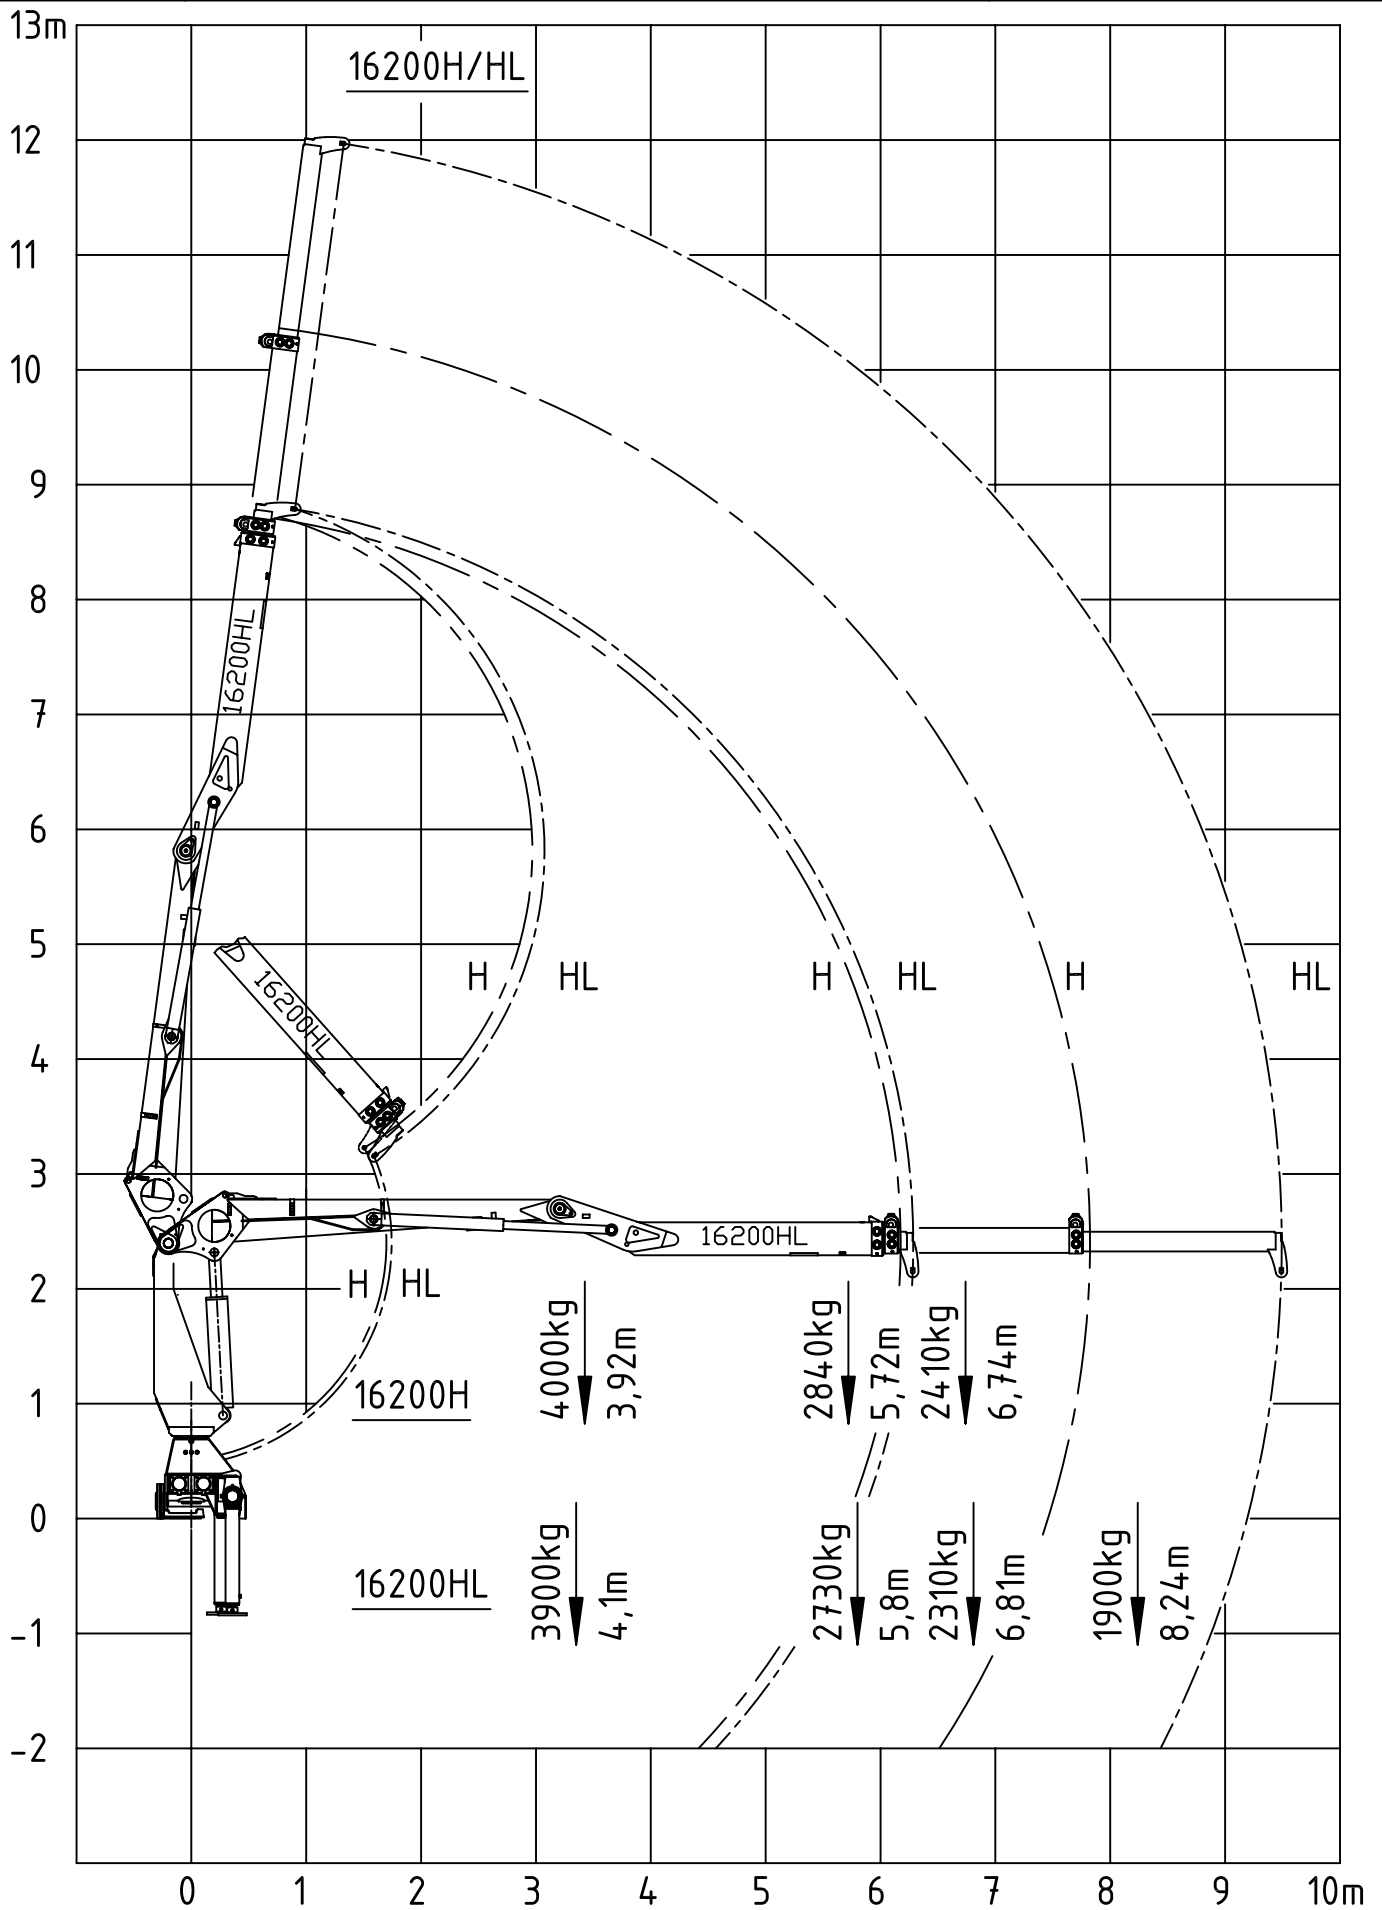 13m
16200H/HL
12
11
10
9
8
16200HL
7
6
5
H HL H HL H HL
16200HL
4
3
16200HL
2
H HL
4000kg
3,92m
2840kg
5,72m
2410kg
6,74m
16200H
1
0
3900kg
4,1m
2730kg
5,8m
2310kg
6,81m
1900kg
8,24m
16200HL
-1
-2
0 1 2 3 4 5 6 7 8 9 10m